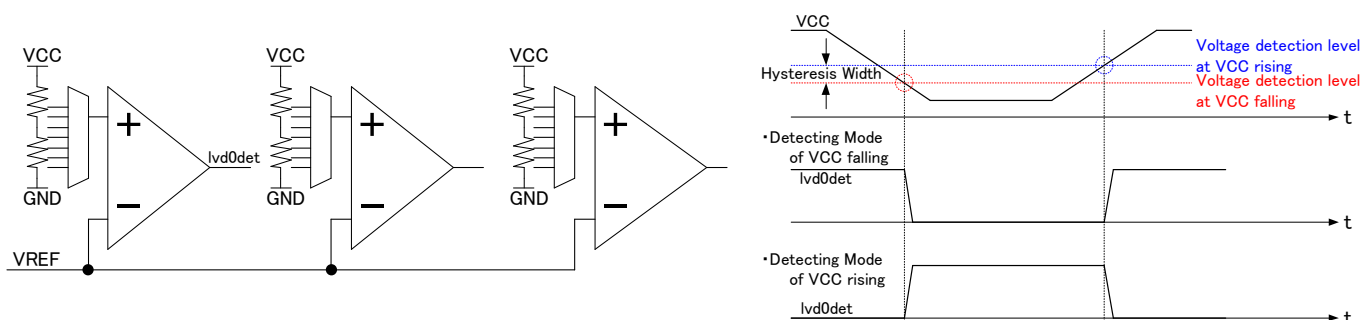 VCC
VCC
VCC
+
+
+
lvd0det
GND
GND
GND
−
−
−
VREF
VCC
Hysteresis Width
Voltage detection level
at VCC rising
Voltage detection level
at VCC falling
t
・Detecting Mode
of VCC falling
lvd0det
t
・Detecting Mode
of VCC rising
lvd0det
t